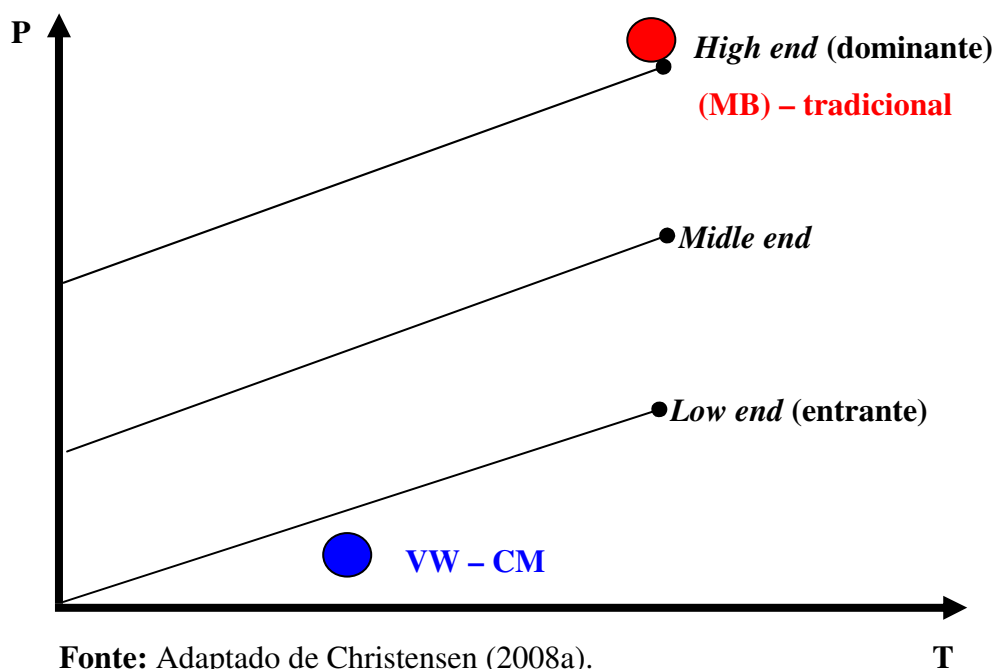 P
High end (dominante)
(MB) – tradicional
Midle end
Low end (entrante)
VW – CM
Fonte: Adaptado de Christensen (2008a).
T